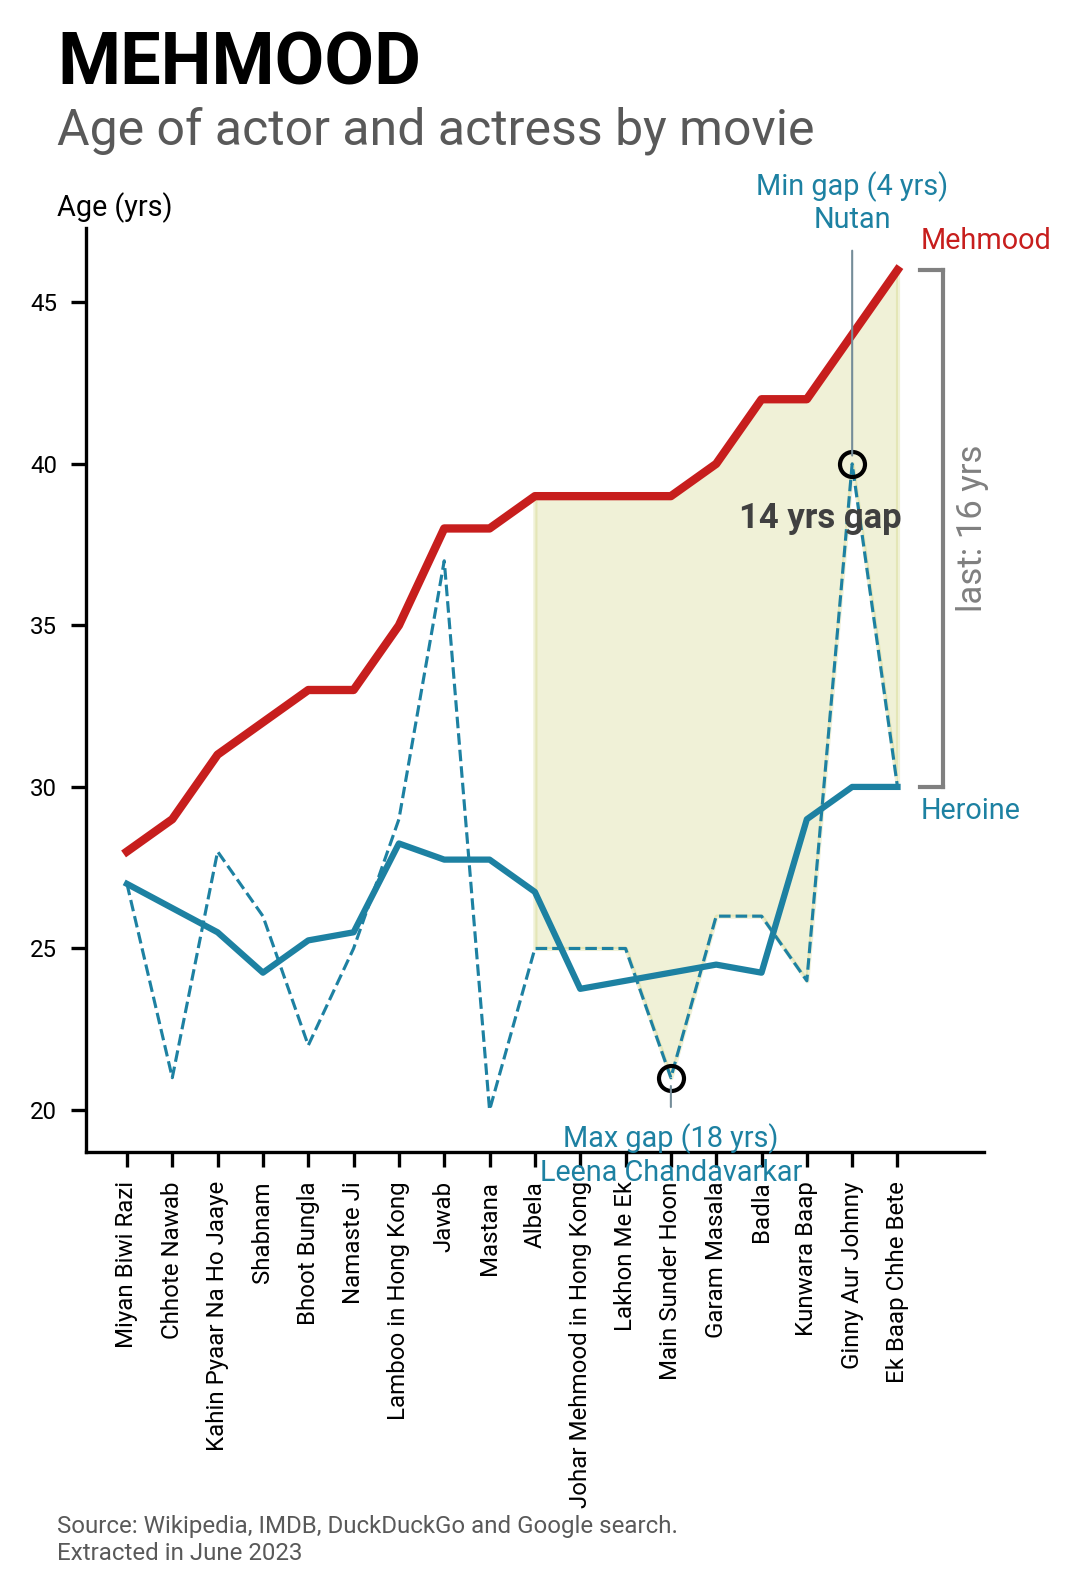 MEHMOOD
Age of actor and actress by movie
Min gap (4 yrs)
Nutan
Age (yrs)
Mehmood
45
40
35
30
25
20
14 yrs gap
last: 16 yrs
Heroine
Max gap (18 yrs)
Leena Chandavarkar
Miyan Biwi Razi
Chhote Nawab
Kahin Pyaar Na Ho Jaaye
Shabnam
Bhoot Bungla
Namaste Ji
Lamboo in Hong Kong
Jawab
Mastana
Albela
Johar Mehmood in Hong Kong
Lakhon Me Ek
Main Sunder Hoon
Garam Masala
Badla
Kunwara Baap
Ginny Aur Johnny
Ek Baap Chhe Bete
Source: Wikipedia, IMDB, DuckDuckGo and Google search.
Extracted in June 2023